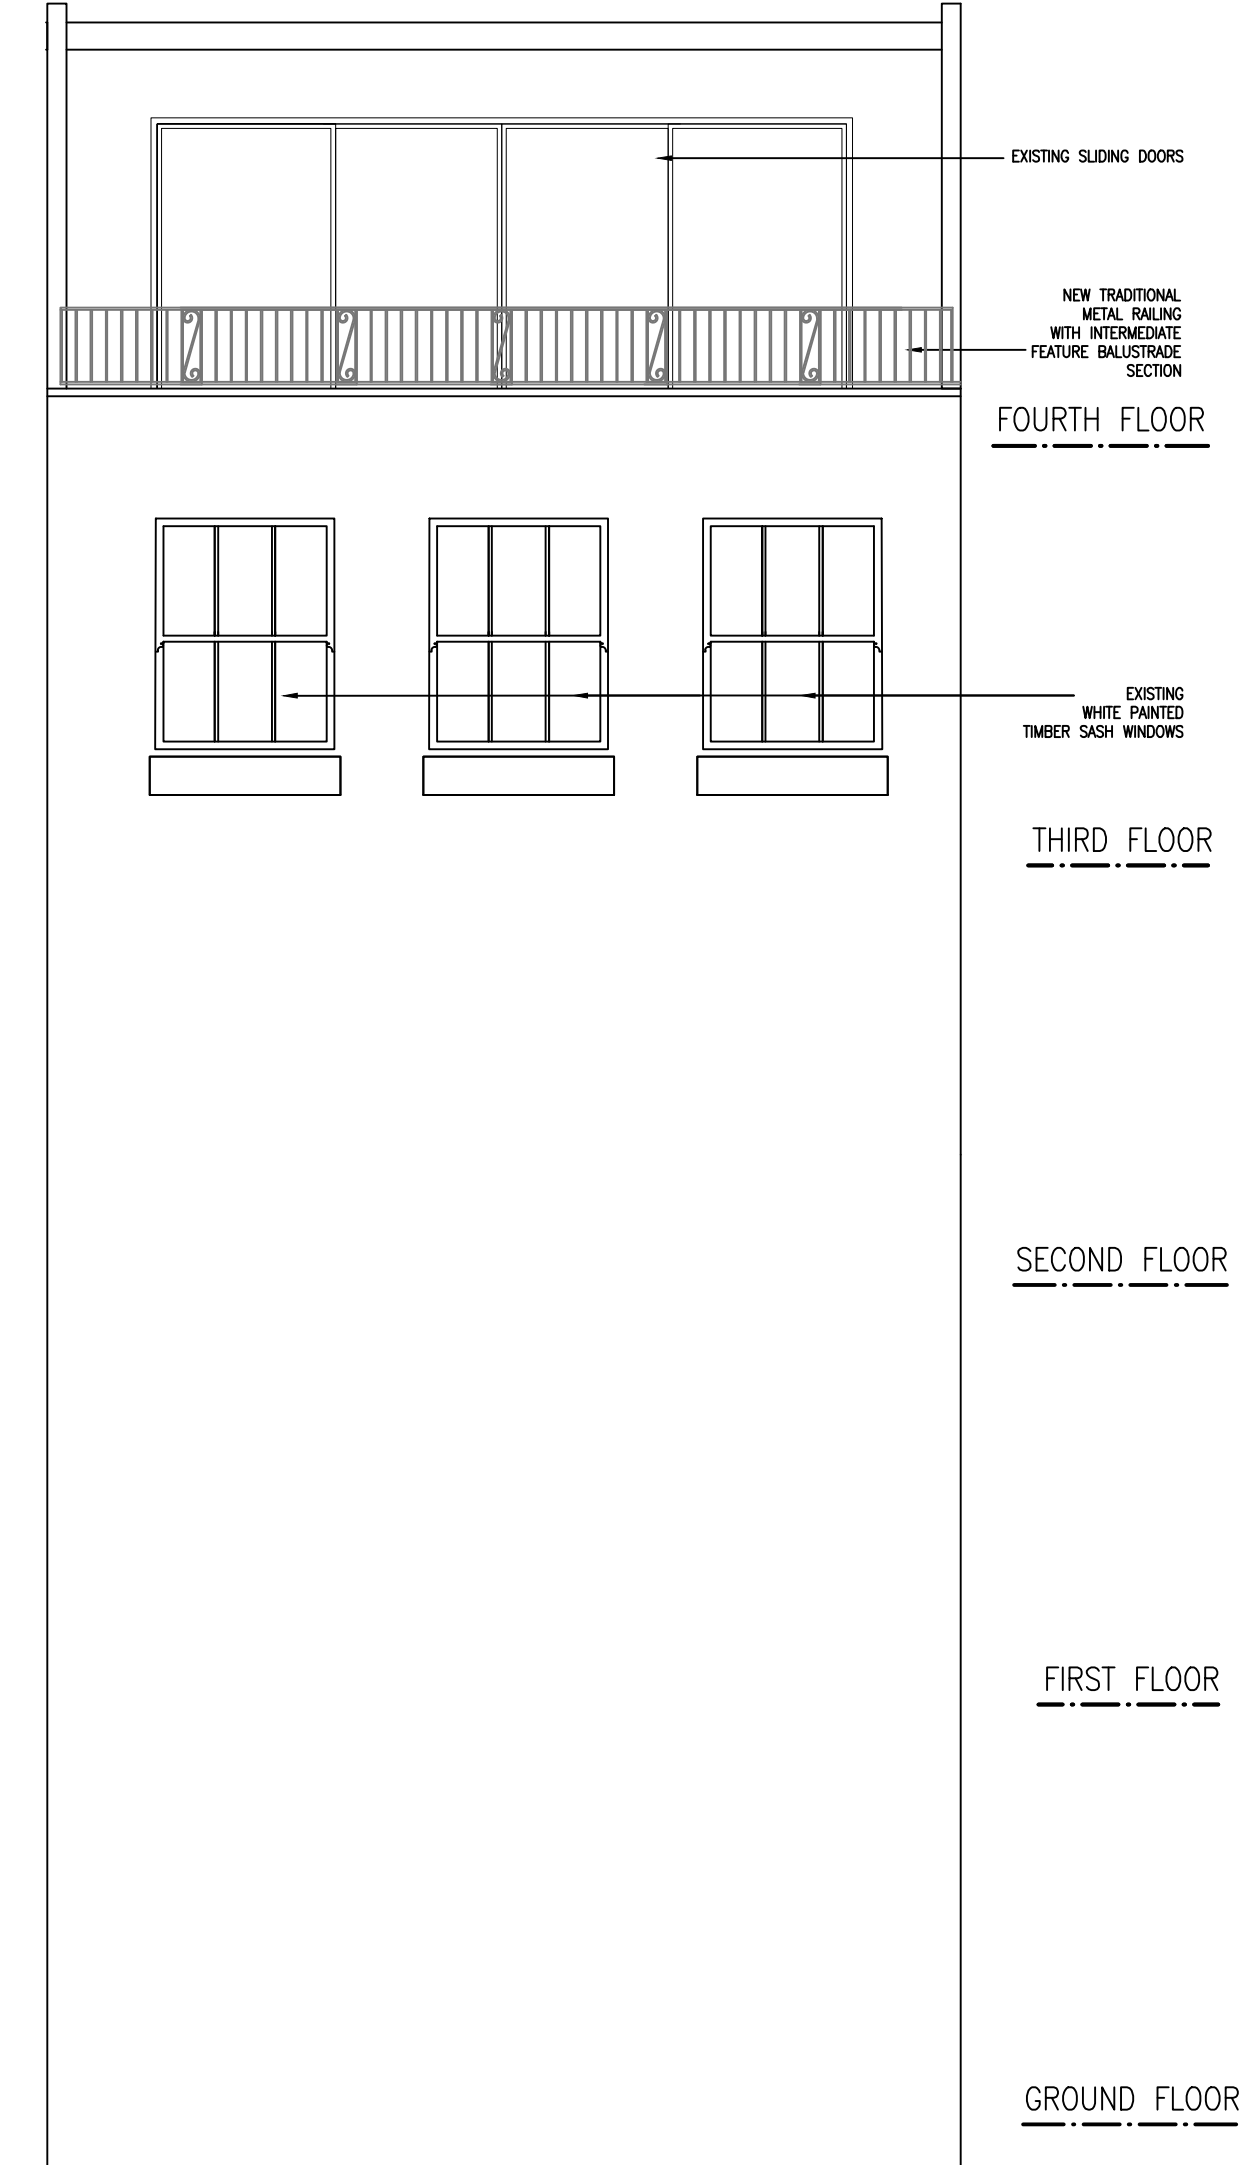 EXISTING SLIDING DOORS
NEW TRADITIONAL
METAL RAILING
WITH INTERMEDIATE
FEATURE BALUSTRADE
SECTION
FOURTH FLOOR
EXISTING
WHITE PAINTED
TIMBER SASH WINDOWS
THIRD FLOOR
SECOND FLOOR
FIRST FLOOR
GROUND FLOOR